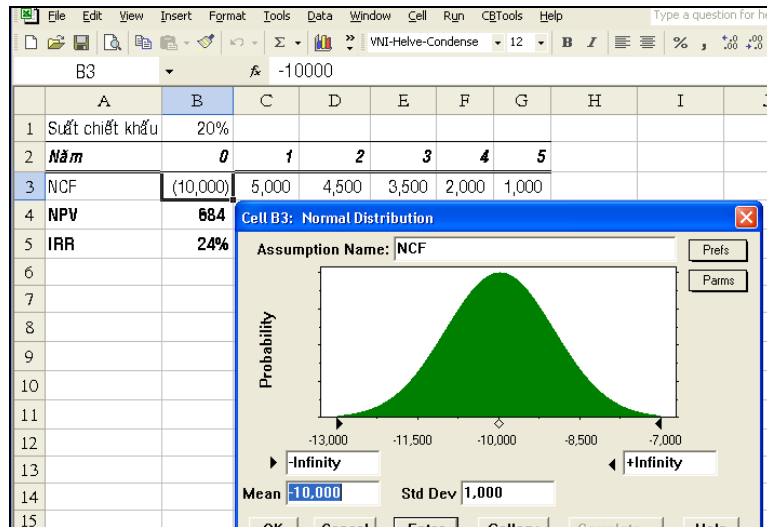 File Edit View Insert Format Tools Data Window Cell Run CBTools Help Type a question for he
VNI-Helve-Condense 12 B I % ,
B3 fx -10000
A B C D E F G H I J
1 Suất chiết khấu 20%
2 Năm 0 1 2 3 4 5
3 NCF (10,000) 5,000 4,500 3,500 2,000 1,000
4 NPV 684
5 IRR 24%
6
7
8
9
10
11
12
13
14
15
Cell B3: Normal Distribution
Assumption Name: NCF Prefs
Parms
Probability
-13,000 -11,500 -10,000 -8,500 -7,000
-Infinity +Infinity
Mean -10,000 Std Dev 1,000
OK Cancel Enter Gallery Correlate... Help